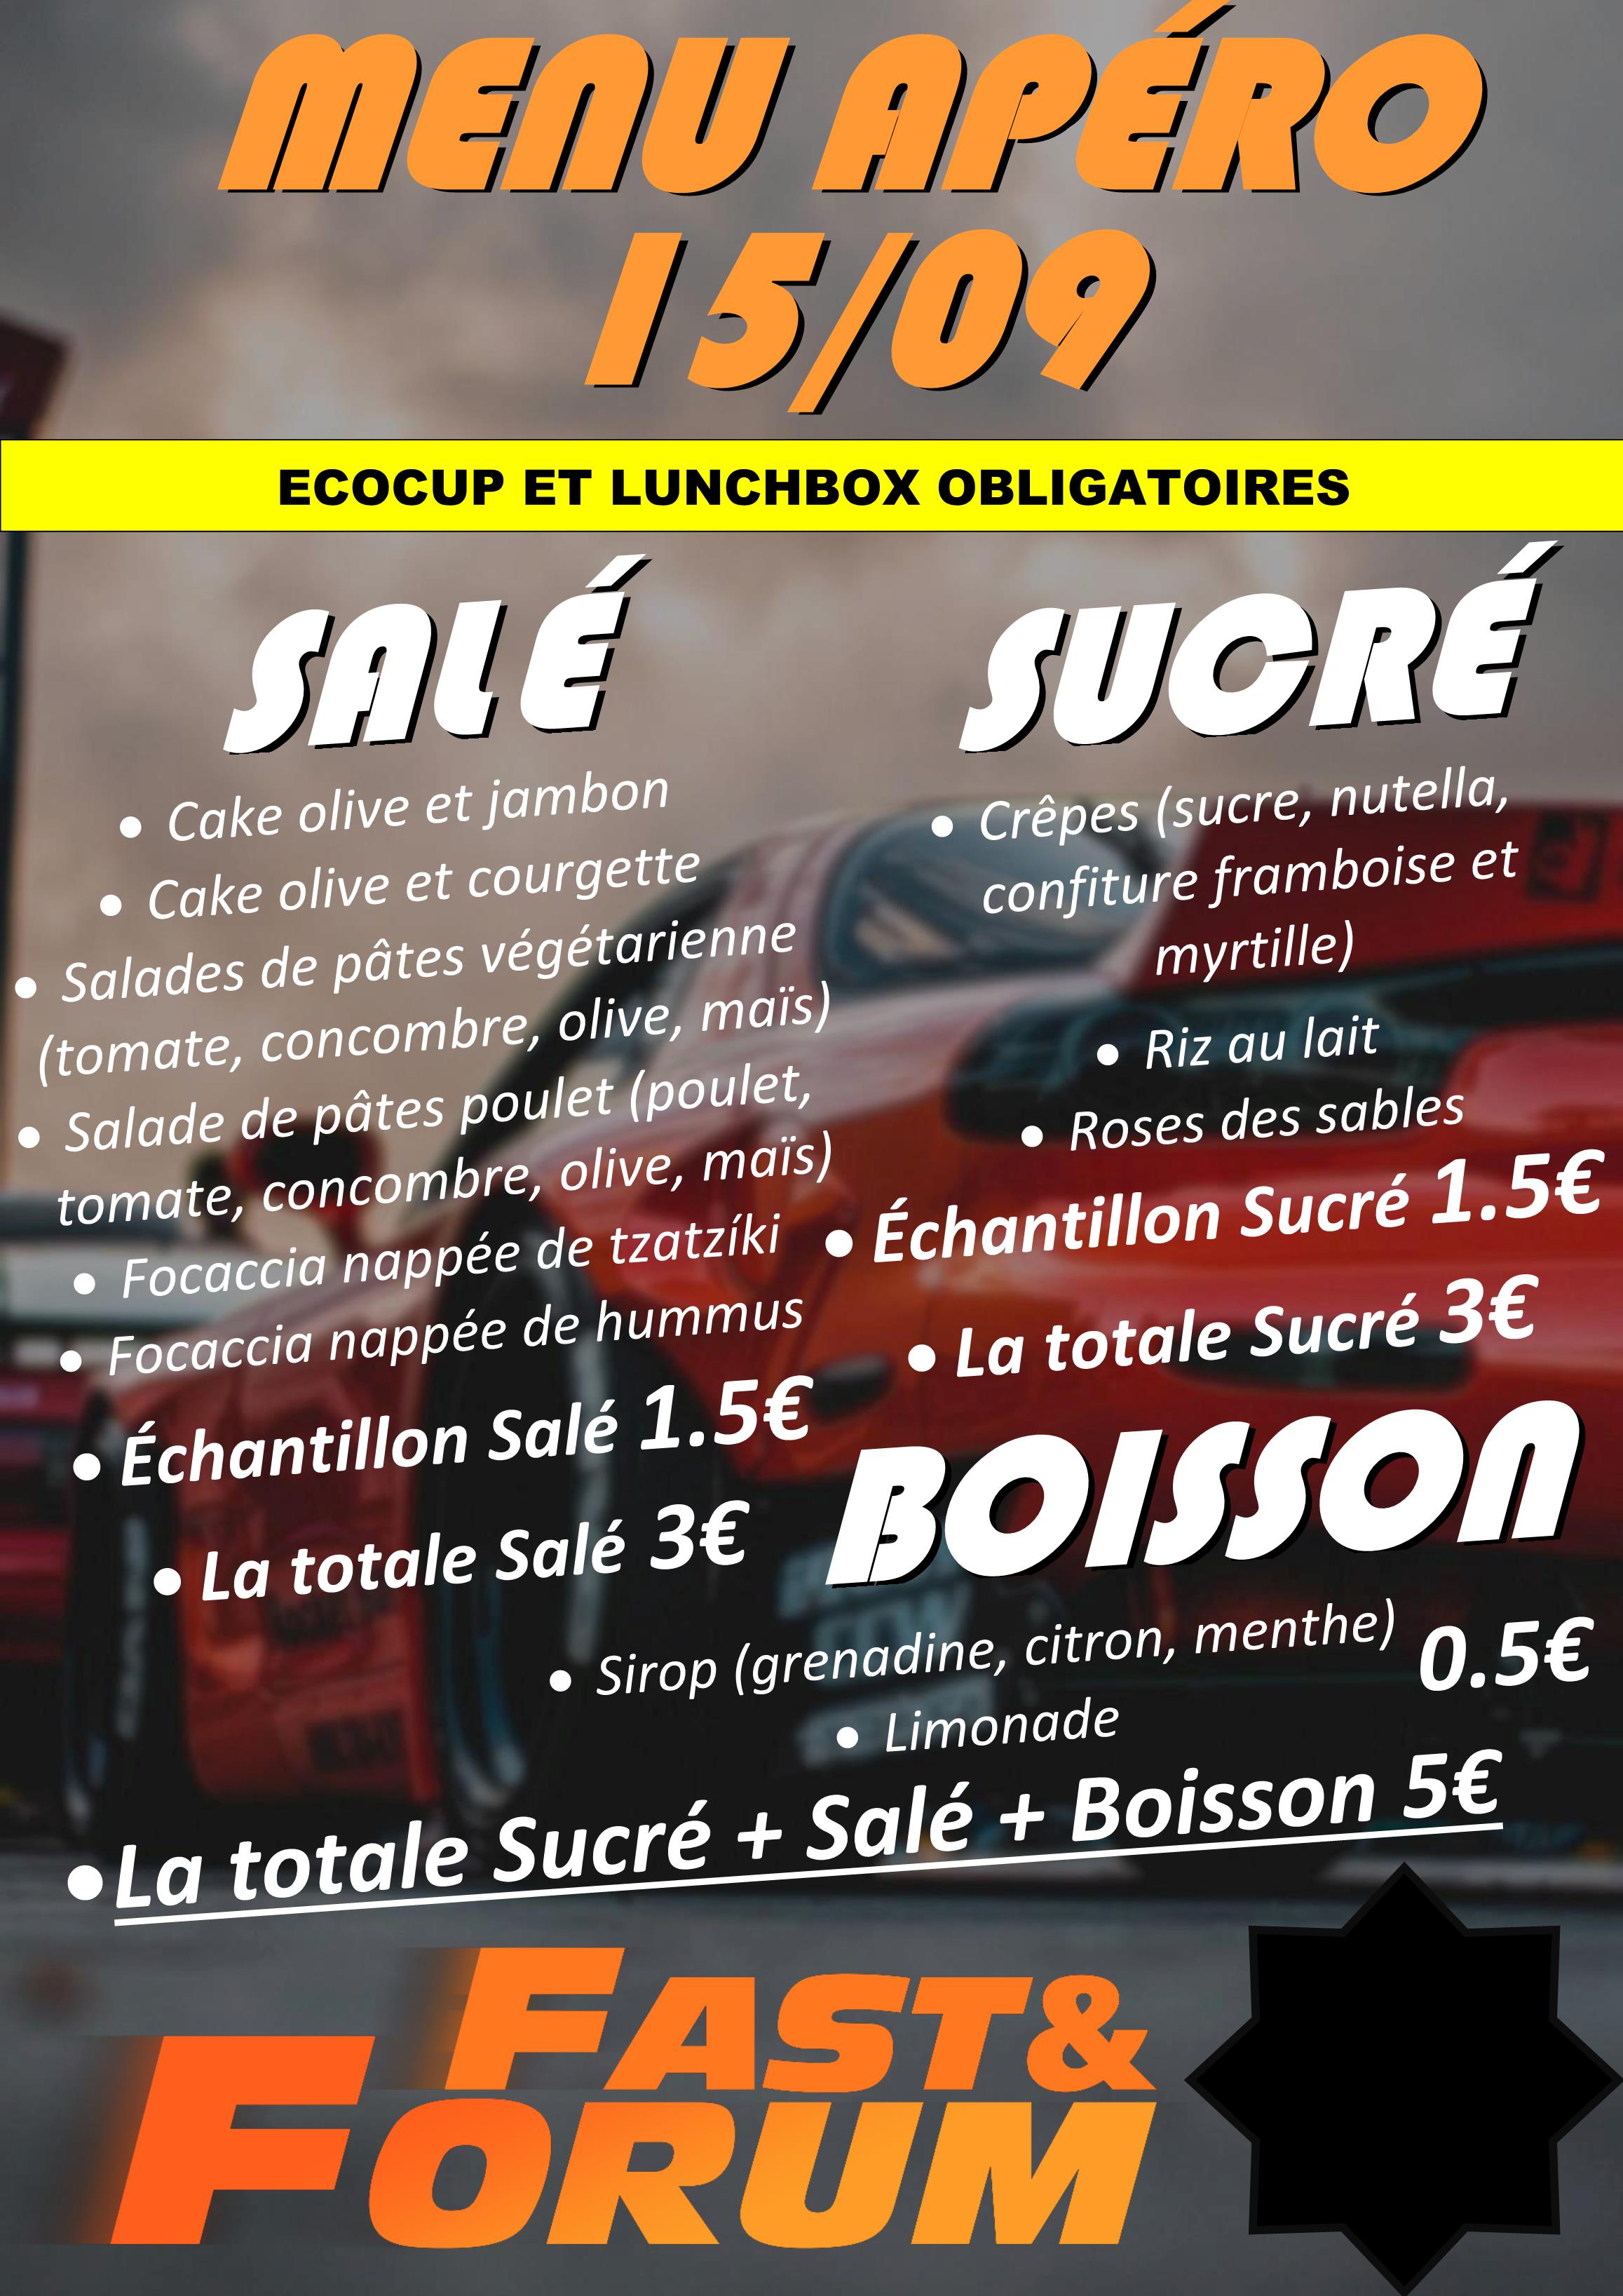 MENU APÉRO
15/09
ECOCUP ET LUNCHBOX OBLIGATOIRES
SALÉ
• Cake olive et jambon
• Cake olive et courgette
• Salades de pâtes végétarienne
(tomate, concombre, olive, maïs)
• Salade de pâtes poulet (poulet,
tomate, concombre, olive, maïs)
• Focaccia nappée de tzatzíki
• Focaccia nappée de hummus
• Échantillon Salé 1.5€
• La totale Salé 3€
SUCRÉ
• Crêpes (sucre, nutella,
confiture framboise et
myrtille)
• Riz au lait
• Roses des sables
• Échantillon Sucré 1.5€
• La totale Sucré 3€
BOISSON
• Sirop (grenadine, citron, menthe) 0.5€
• Limonade
• La totale Sucré + Salé + Boisson 5€
FAST&
FORUM